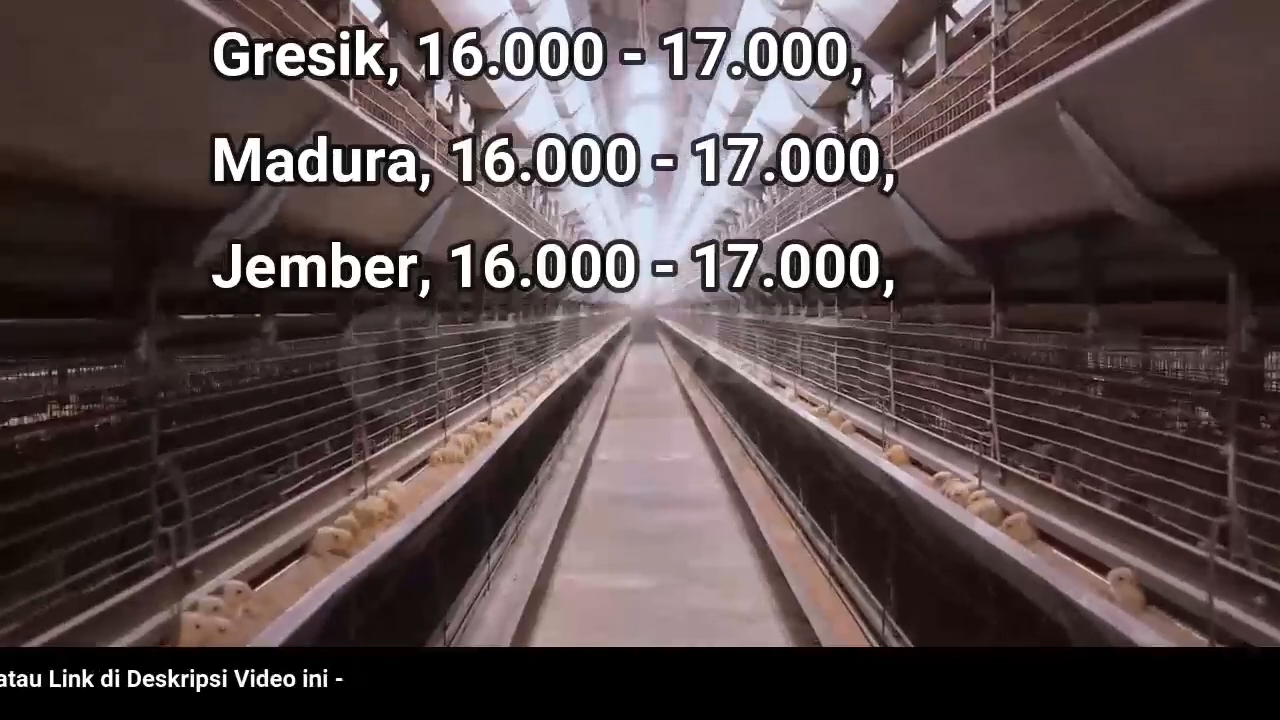 Gresik, 16.000 - 17.000,
Madura, 16.000 - 17.000,
Jember, 16.000 - 17.000,
atau Link di Deskripsi Video ini -